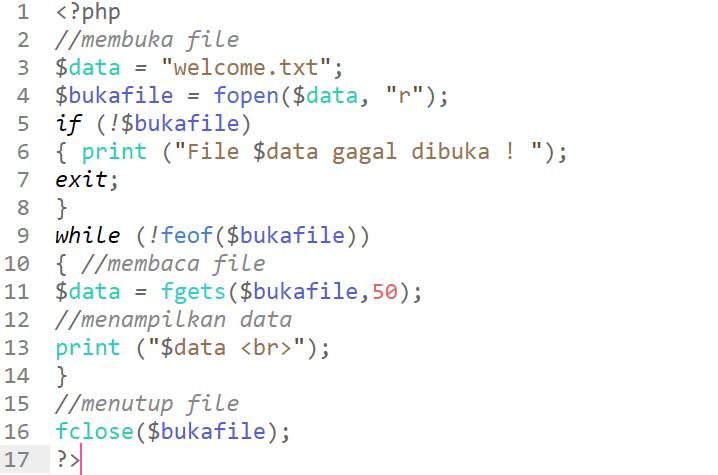 1 <?php
2 //membuka file
3 $data = "welcome.txt";
4 $bukafile = fopen($data, "r");
5 if (!$bukafile)
6 { print ("File $data gagal dibuka ! ");
7 exit;
8 }
9 while (!feof($bukafile))
10 { //membaca file
11 $data = fgets($bukafile,50);
12 //menampilkan data
13 print ("$data <br>");
14 }
15 //menutup file
16 fclose($bukafile);
17 ?>